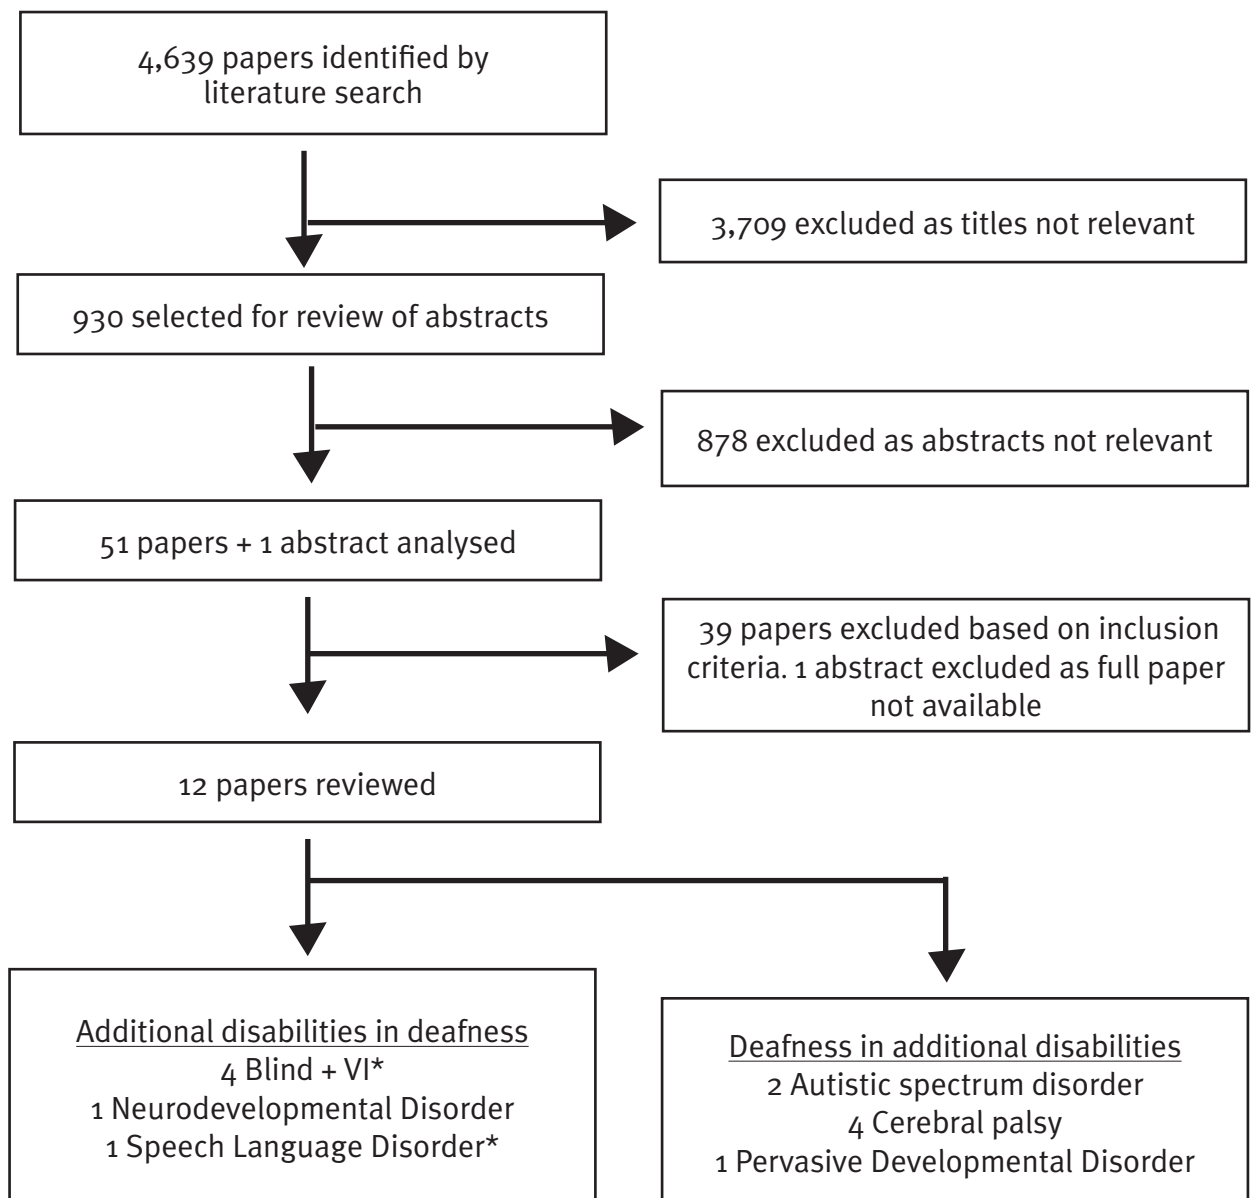 4,639 papers identified by
literature search
3,709 excluded as titles not relevant
930 selected for review of abstracts
878 excluded as abstracts not relevant
51 papers + 1 abstract analysed
39 papers excluded based on inclusion
criteria. 1 abstract excluded as full paper
not available
12 papers reviewed
Additional disabilities in deafness
4 Blind + VI*
1 Neurodevelopmental Disorder
1 Speech Language Disorder*
Deafness in additional disabilities
2 Autistic spectrum disorder
4 Cerebral palsy
1 Pervasive Developmental Disorder